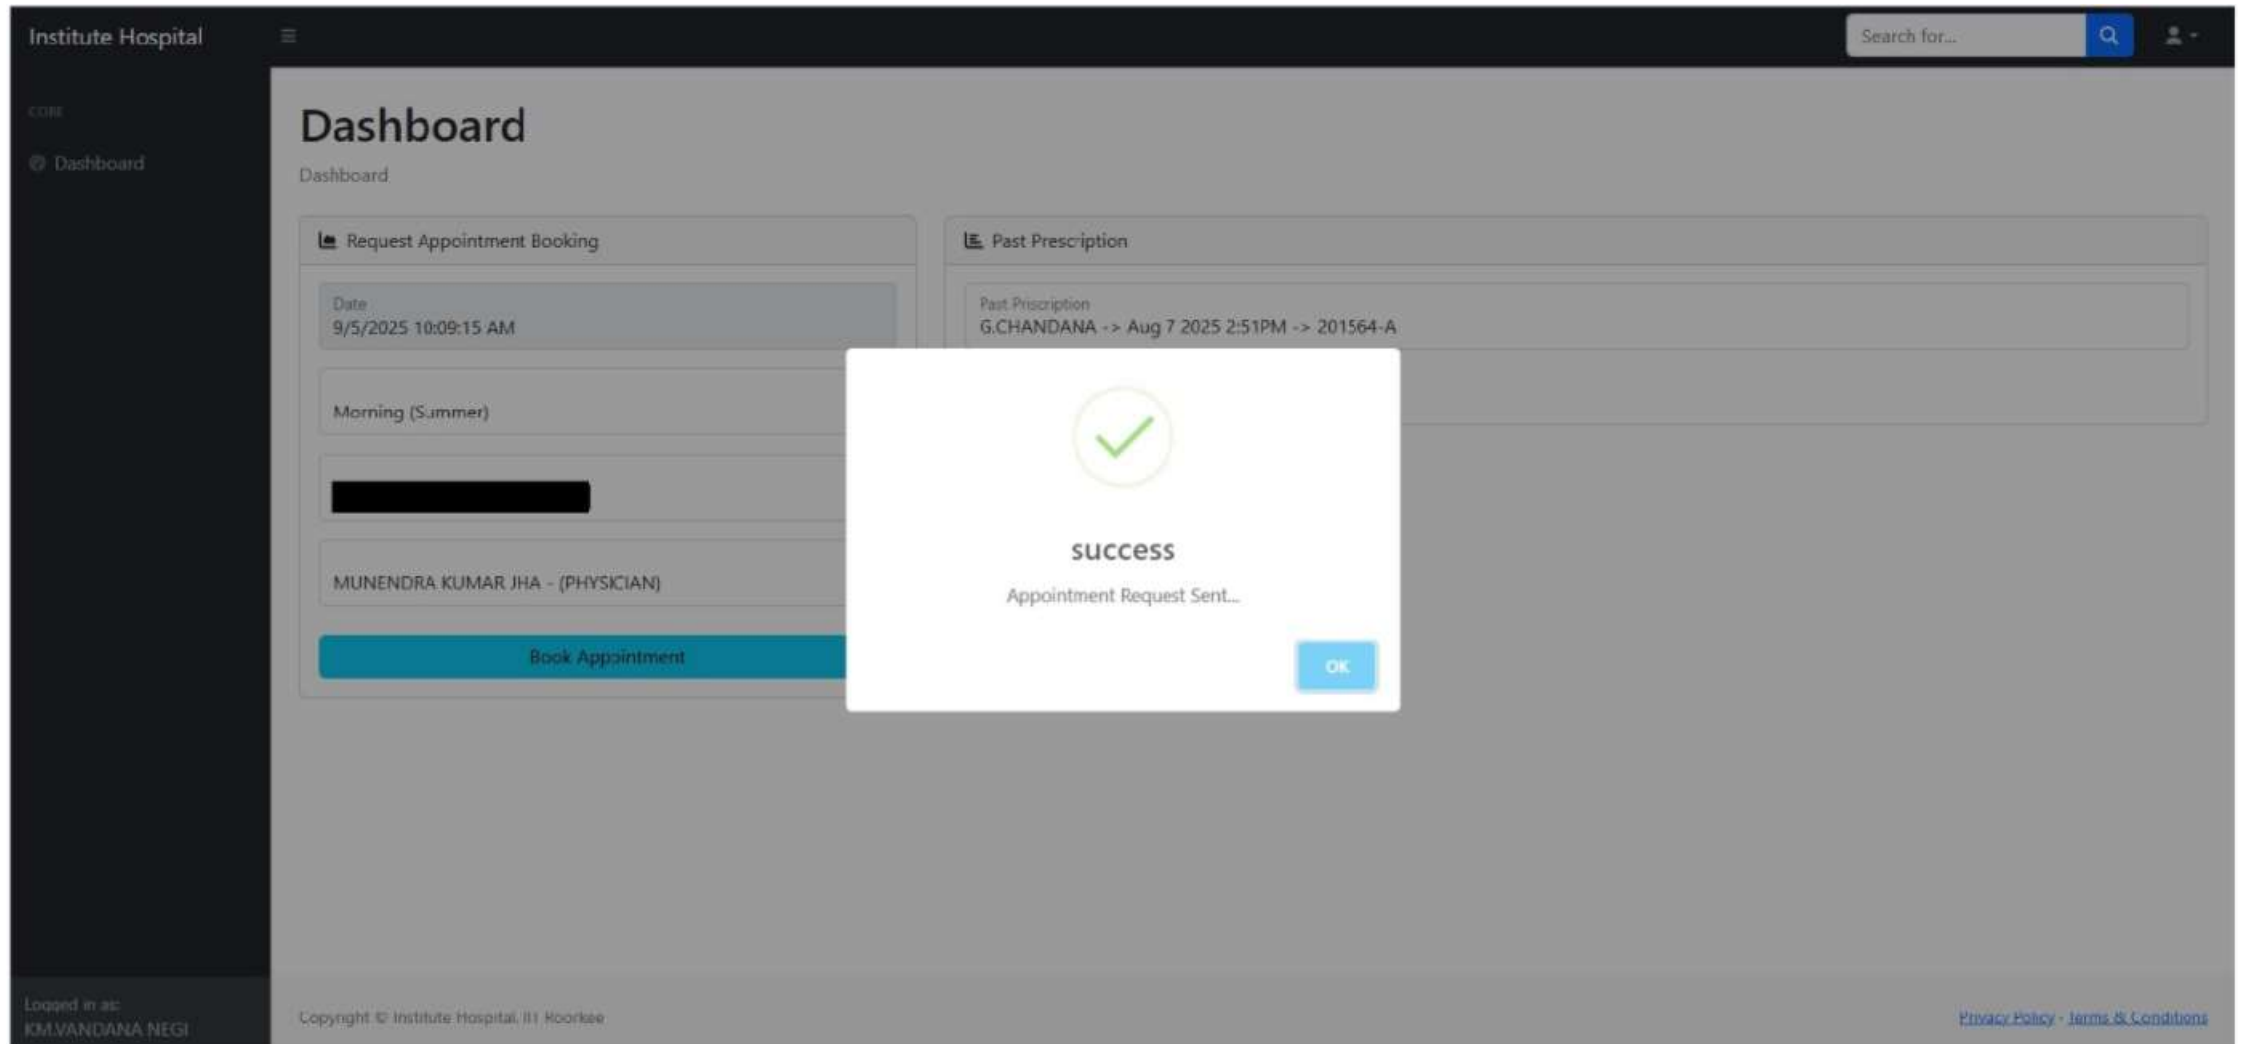 Institute Hospital
Search for...
CORE
Dashboard
Dashboard
Dashboard
Request Appointment Booking
Date
9/5/2025 10:09:15 AM
Morning (Summer)
MUNENDRA KUMAR JHA - (PHYSICIAN)
Book Appointment
Past Prescription
Past Priscription
G.CHANDANA -> Aug 7 2025 2:51PM -> 201564-A
success
Appointment Request Sent...
OK
Logged in as:
KM.VANDANA NEGI
Copyright © Institute Hospital, IIT Roorkee
Privacy Policy · Terms & Conditions